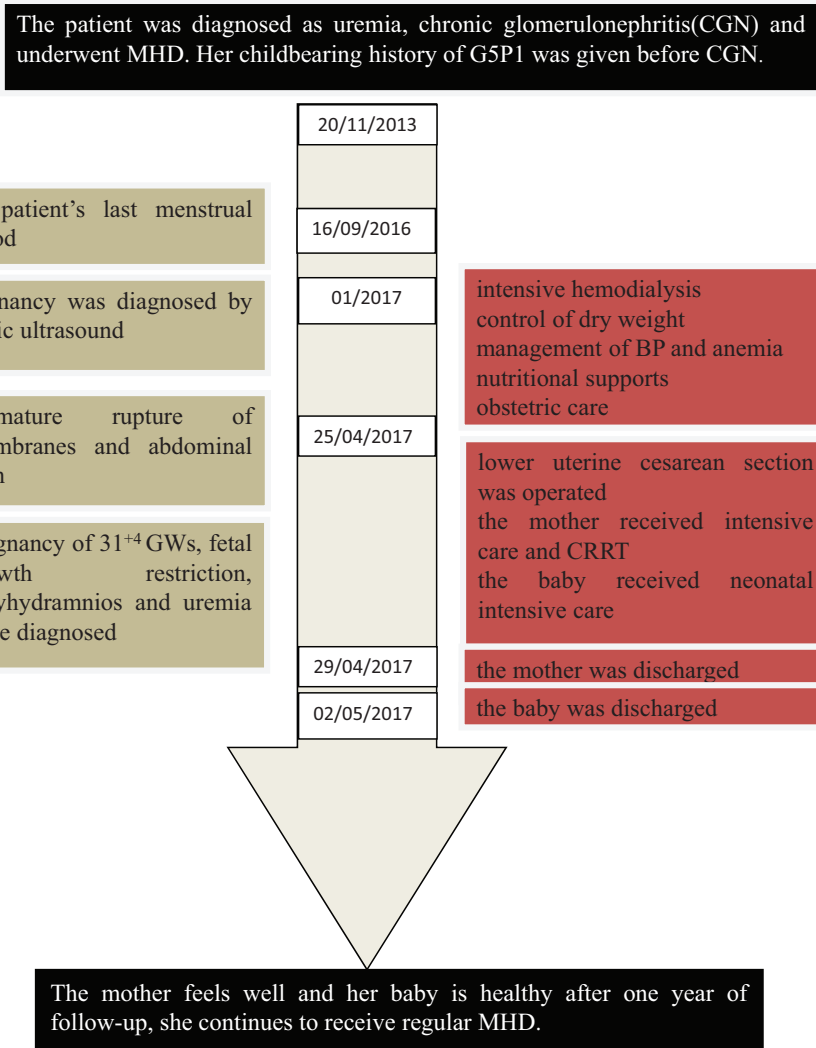 The patient was diagnosed as uremia, chronic glomerulonephritis(CGN) and
underwent MHD. Her childbearing history of G5P1 was given before CGN.
20/11/2013
patient's last menstrual
16/09/2016
01/2017
was diagnosed by
ultrasound
intensive hemodialysis
control of dry weight
management of BP and anemia
nutritional supports
obstetric care
rupture of
and abdominal
25/04/2017
lower uterine cesarean section
was operated
the mother received intensive
care and CRRT
the baby received neonatal
intensive care
of 31+4 GWs, fetal
restriction,
and uremia
diagnosed
29/04/2017
the mother was discharged
02/05/2017
the baby was discharged
The mother feels well and her baby is healthy after one year of
follow-up, she continues to receive regular MHD.